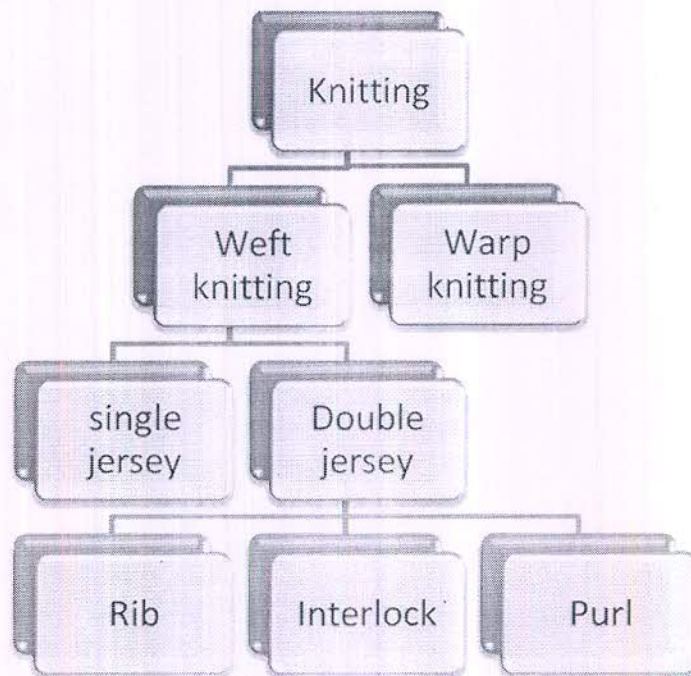 Knitting
Weft
knitting
Warp
knitting
single
jersey
Double
jersey
Rib
Interlock
Purl